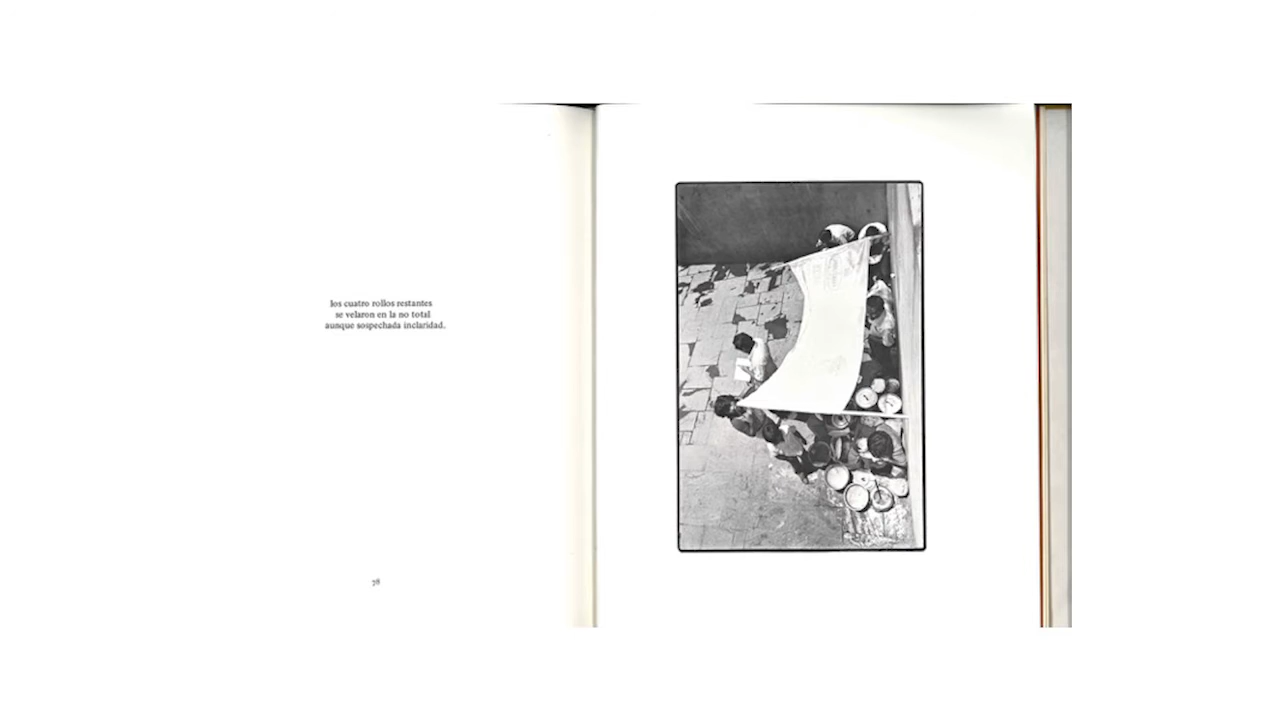 los cuatro rollos restantes
se velaron en la no total
aunque sospechada inclaridad.
78